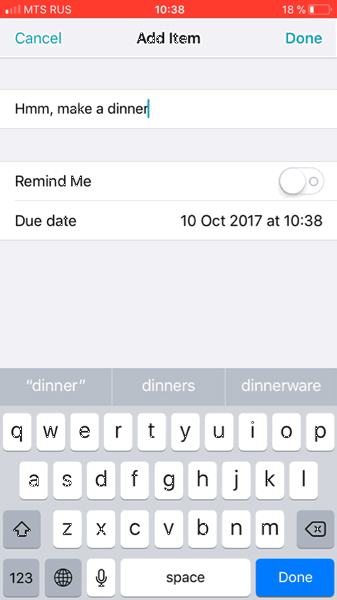 MTS RUS 10:38 18 %
Cancel Add Item Done
Hmm, make a dinner
Remind Me
Due date 10 Oct 2017 at 10:38
“dinner” dinners dinnerware
q w e r t y u i o p
a s d f g h j k l
z x c v b n m
123 space Done